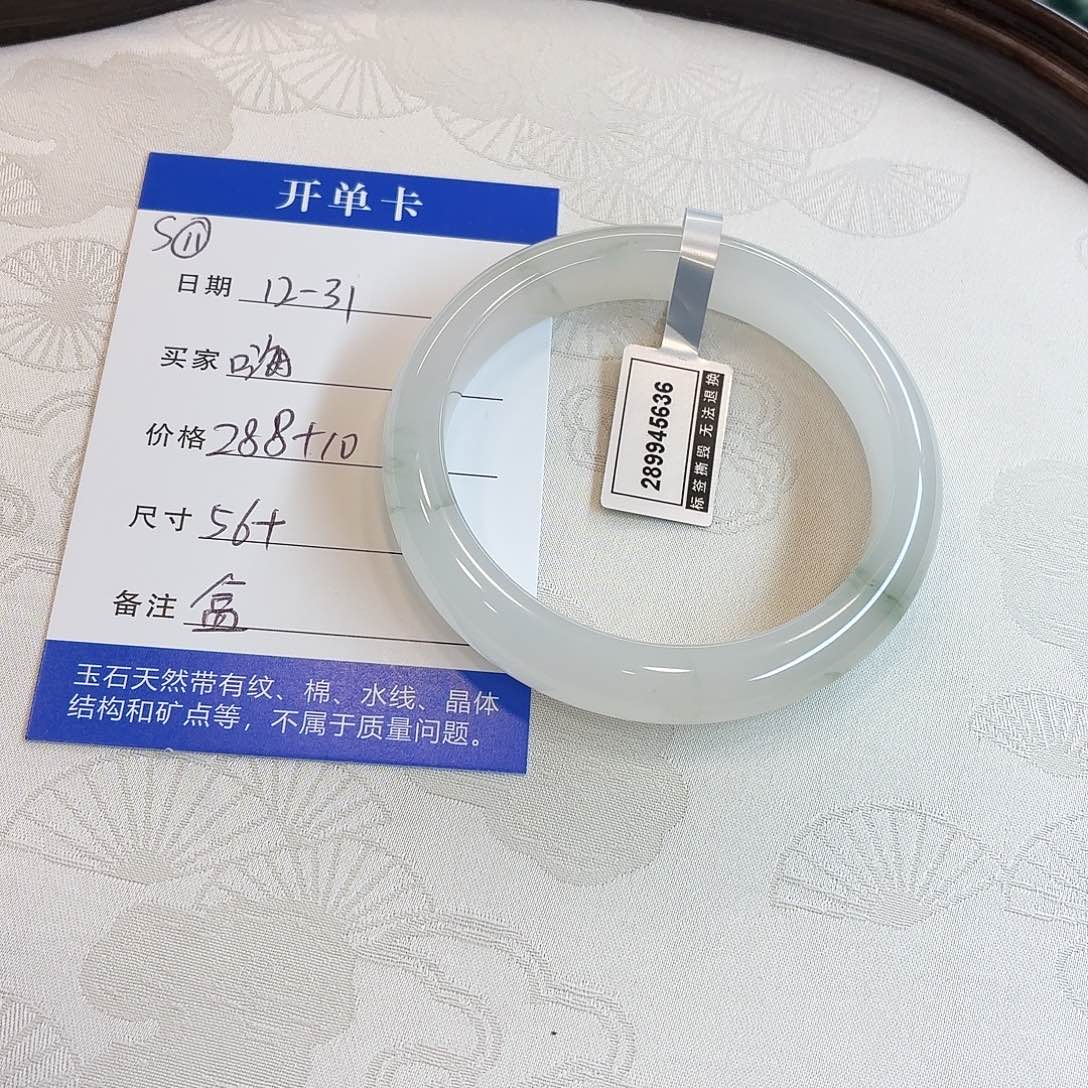 开单卡
S⑪
日期 12-31
买家 口海
价格 288+10
尺寸 56+
备注 盒
玉石天然带有纹、棉、水线、晶体
结构和矿点等，不属于质量问题。
289945636
标签撕毁 无法退换